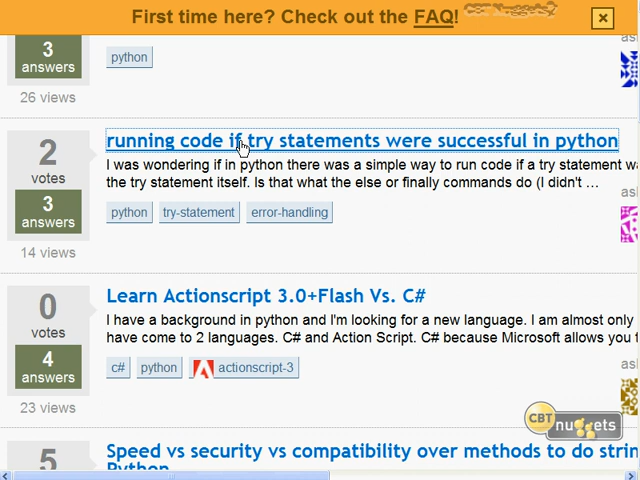 First time here? Check out the FAQ!
CBT Nuggets
3
answers
python
26 views
2
votes
3
answers
14 views
running code if try statements were successful in python
I was wondering if in python there was a simple way to run code if a try statement
the try statement itself. Is that what the else or finally commands do (I didn't ...
python try-statement error-handling
0
votes
4
answers
23 views
Learn Actionscript 3.0+Flash Vs. C#
I have a background in python and I'm looking for a new language. I am almost only
have come to 2 languages. C# and Action Script. C# because Microsoft allows you
c# python actionscript-3
CBT nuggets
5
Speed vs security vs compatibility over methods to do
Python